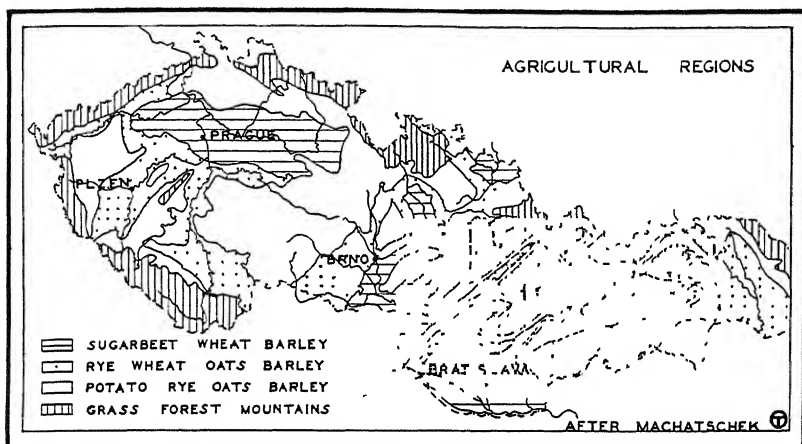 AGRICULTURAL REGIONS
PRAGUE
PLZEN
BRNO
BRATSLAVA
SUGARBEET WHEAT BARLEY
RYE WHEAT OATS BARLEY
POTATO RYE OATS BARLEY
GRASS FOREST MOUNTAINS
AFTER MACHATSCHEK T